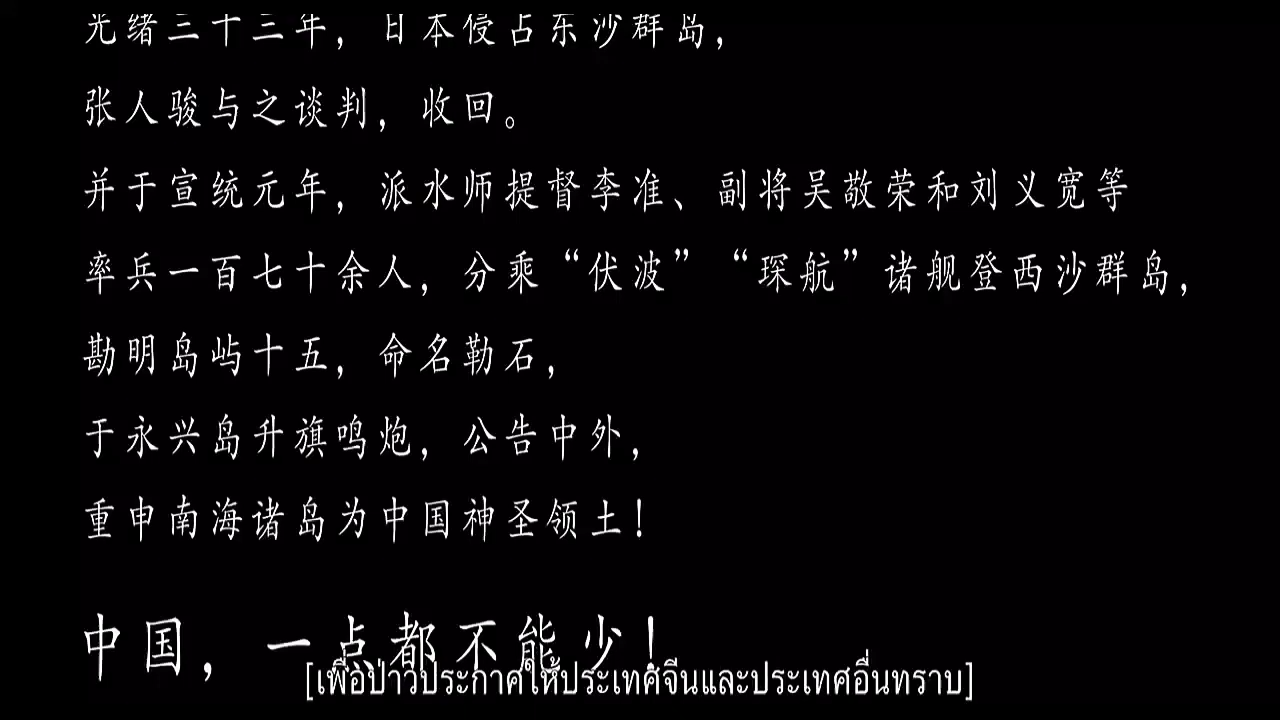 光绪三十三年，日本侵占东沙群岛，
张人骏与之谈判，收回。
并于宣统元年，派水师提督李准、副将吴敬荣和刘义宽等
率兵一百七十余人，分乘“伏波”“琛航”诸舰登西沙群岛，
勘明岛屿十五，命名勒石，
于永兴岛升旗鸣炮，公告中外，
重申南海诸岛为中国神圣领土！
中国，一点都不能少！
[เพื่อป่าวประกาศให้ประเทศจีนและประเทศอื่นทราบ]